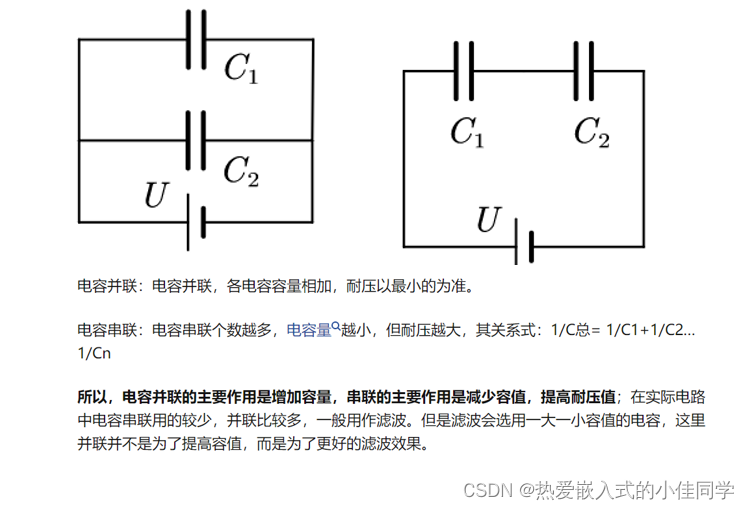 C₁
C₂
U
C₁
C₂
U
电容并联：电容并联，各电容容量相加，耐压以最小的为准。
电容串联：电容串联个数越多，电容量越小，但耐压越大，其关系式：1/C总= 1/C1+1/C2...
1/Cn
所以，电容并联的主要作用是增加容量，串联的主要作用是减少容值，提高耐压值；在实际电路
中电容串联用的较少，并联比较多，一般用作滤波。但是滤波会选用一大一小容值的电容，这里
并联并不是为了提高容值，而是为了更好的滤波效果。
CSDN @热爱嵌入式的小佳同学